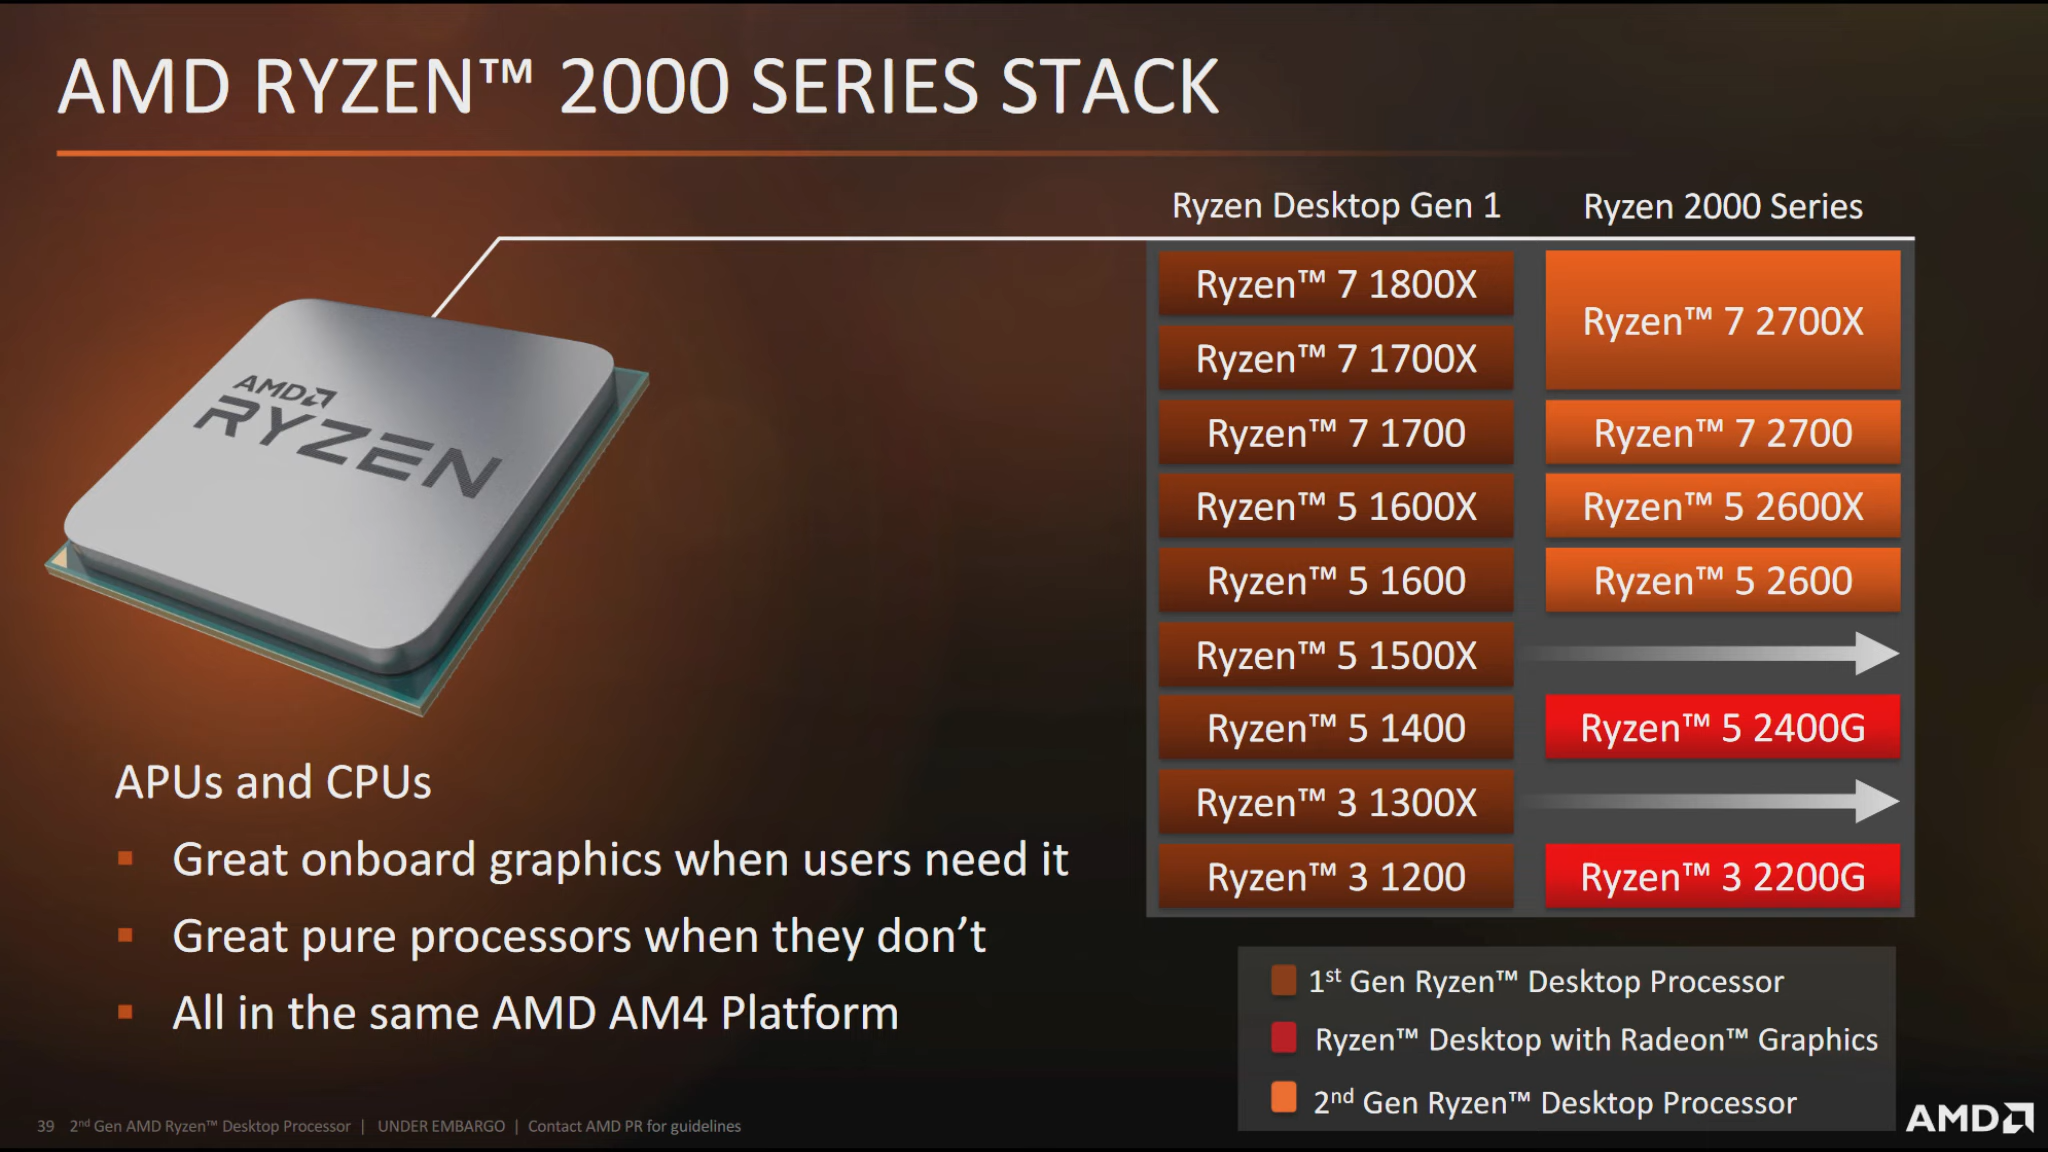 AMD RYZEN™ 2000 SERIES STACK
Ryzen Desktop Gen 1
Ryzen 2000 Series
Ryzen™ 7 1800X
Ryzen™ 7 2700X
Ryzen™ 7 1700X
Ryzen™ 7 1700
Ryzen™ 7 2700
Ryzen™ 5 1600X
Ryzen™ 5 2600X
Ryzen™ 5 1600
Ryzen™ 5 2600
Ryzen™ 5 1500X
Ryzen™ 5 1400
Ryzen™ 5 2400G
Ryzen™ 3 1300X
Ryzen™ 3 1200
Ryzen™ 3 2200G
AMD
RYZEN
APUs and CPUs
Great onboard graphics when users need it
Great pure processors when they don’t
All in the same AMD AM4 Platform
1st Gen Ryzen™ Desktop Processor
Ryzen™ Desktop with Radeon™ Graphics
2nd Gen Ryzen™ Desktop Processor
39 2nd Gen AMD Ryzen™ Desktop Processor | UNDER EMBARGO | Contact AMD PR for guidelines
AMD